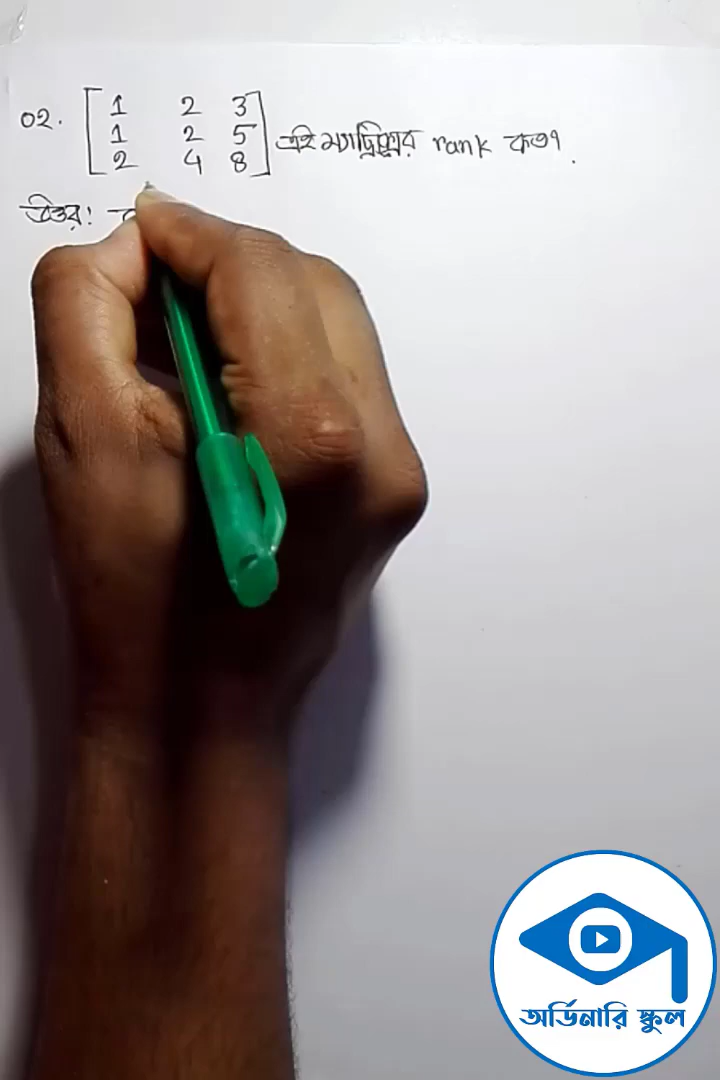 02. [1 2 3
1 2 5
2 4 8] এই ম্যাট্রিক্সের rank কত?
উত্তর:
অর্ডিনারি স্কুল